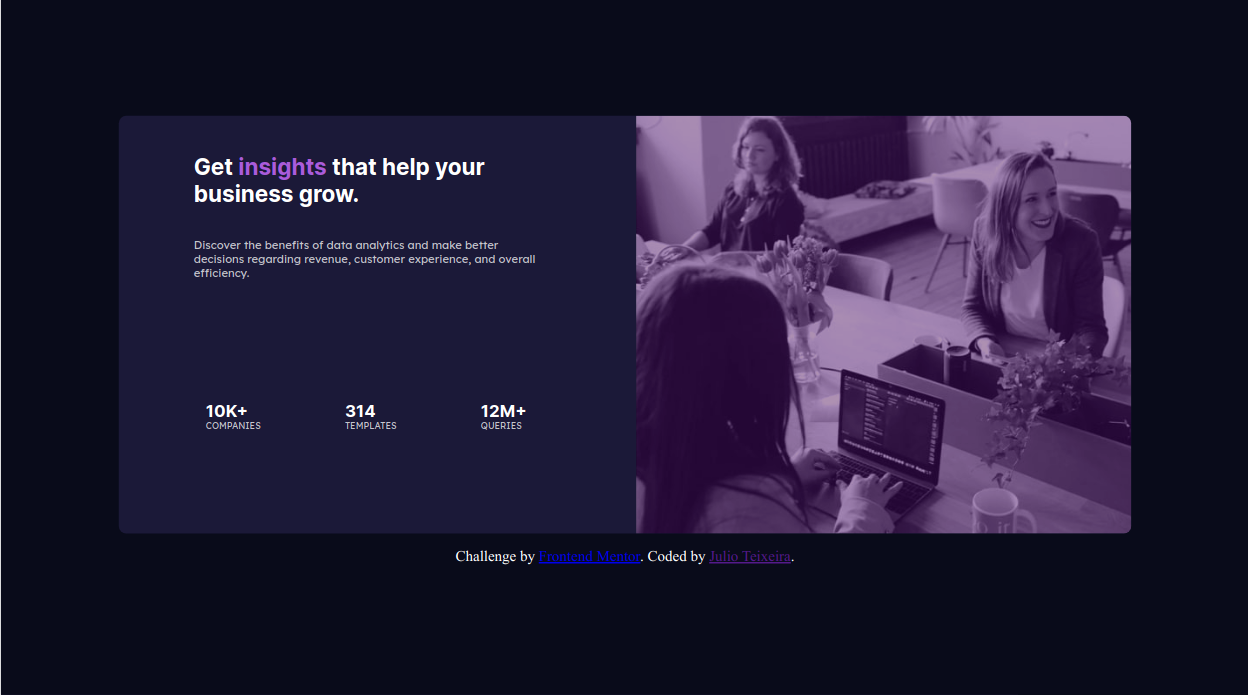 Get insights that help your
business grow.
Discover the benefits of data analytics and make better
decisions regarding revenue, customer experience, and overall
efficiency.
10K+ 314 12M+
COMPANIES TEMPLATES QUERIES
Challenge by Frontend Mentor. Coded by Julio Teixeira.